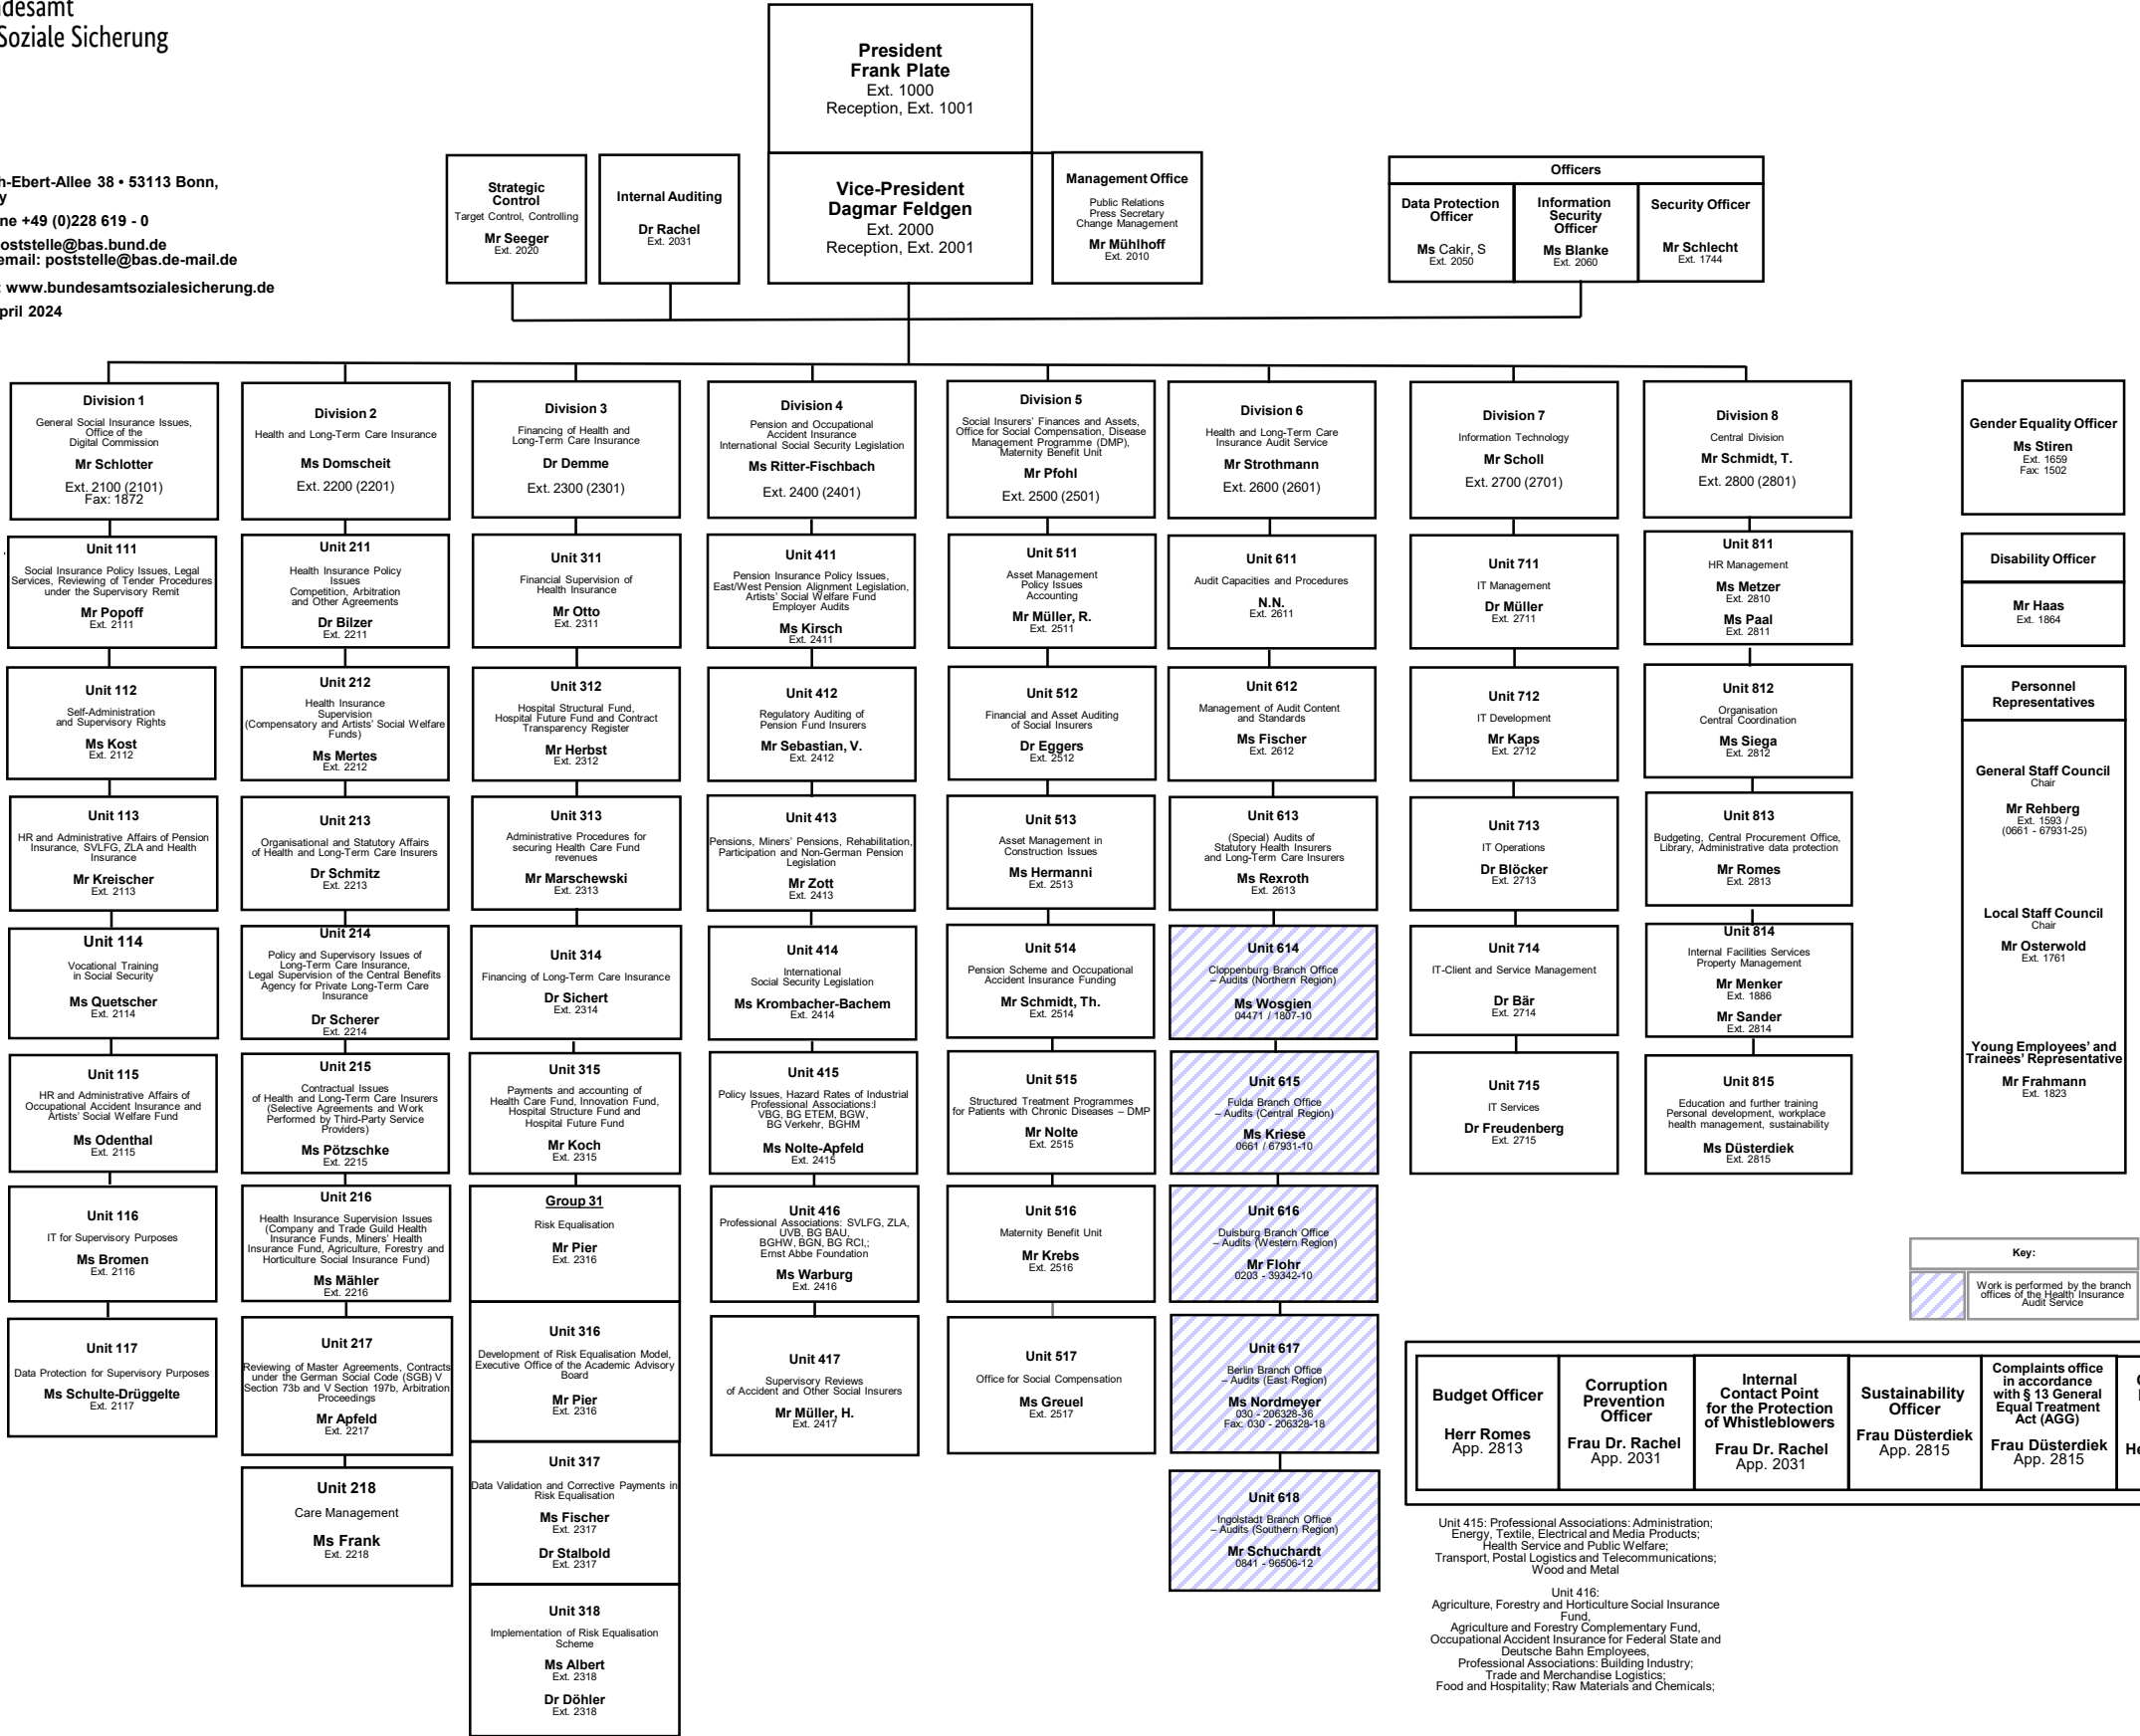 Soziale Sicherung
38 • 53113 Bonn,
+49 (0)228 619 - 0
email: poststelle@bas.de-mail.de
www.bundesamtsozialesicherung.de
2024
President
Frank Plate
Ext. 1000
Reception, Ext. 1001
Vice-President
Dagmar Feldgen
Ext. 2000
Reception, Ext. 2001
Strategic
Control
Target Control, Controlling
Mr Seeger
Ext. 2020
Internal Auditing
Dr Rachel
Ext. 2031
Management Office
Public Relations
Press Secretary
Change Management
Mr Mühlhoff
Ext. 2010
Officers
Data Protection
Officer
Ms Cakir, S
Ext. 2050
Information
Security
Officer
Ms Blanke
Ext. 2060
Security Officer
Mr Schlecht
Ext. 1744
Division 1
General Social Insurance Issues,
Office of the
Digital Commission
Mr Schlotter
Ext. 2100 (2101)
Fax: 1872
Unit 111
Social Insurance Policy Issues, Legal
Services, Reviewing of Tender Procedures
under the Supervisory Remit
Mr Popoff
Ext. 2111
Unit 112
Self-Administration
and Supervisory Rights
Ms Kost
Ext. 2112
Unit 113
HR and Administrative Affairs of Pension
Insurance, SVLFG, ZLA and Health
Insurance
Mr Kreischer
Ext. 2113
Unit 114
Vocational Training
in Social Security
Ms Quetscher
Ext. 2114
Unit 115
HR and Administrative Affairs of
Occupational Accident Insurance and
Artists' Social Welfare Fund
Ms Odenthal
Ext. 2115
Unit 116
IT for Supervisory Purposes
Ms Bromen
Ext. 2116
Unit 117
Data Protection for Supervisory Purposes
Ms Schulte-Drüggelte
Ext. 2117
Division 2
Health and Long-Term Care Insurance
Ms Domscheit
Ext. 2200 (2201)
Unit 211
Health Insurance Policy
Issues
Competition, Arbitration
and Other Agreements
Dr Bilzer
Ext. 2211
Unit 212
Health Insurance
Supervision
(Compensatory and Artists' Social Welfare
Funds)
Ms Mertes
Ext. 2212
Unit 213
Organisational and Statutory Affairs
of Health and Long-Term Care Insurers
Dr Schmitz
Ext. 2213
Unit 214
Policy and Supervisory Issues of
Long-Term Care Insurance,
Legal Supervision of the Central Benefits
Agency for Private Long-Term Care
Insurance
Dr Scherer
Ext. 2214
Unit 215
Contractual Issues
of Health and Long-Term Care Insurers
(Selective Agreements and Work
Performed by Third-Party Service
Providers)
Ms Pötzschke
Ext. 2215
Unit 216
Health Insurance Supervision Issues
(Company and Trade Guild Health
Insurance Funds, Miners' Health
Insurance Fund, Agriculture, Forestry and
Horticulture Social Insurance Fund)
Ms Mähler
Ext. 2216
Unit 217
Reviewing of Master Agreements, Contracts
under the German Social Code (SGB) V
Section 73b and V Section 197b, Arbitration
Proceedings
Mr Apfeld
Ext. 2217
Unit 218
Care Management
Ms Frank
Ext. 2218
Division 3
Financing of Health and
Long-Term Care Insurance
Dr Demme
Ext. 2300 (2301)
Unit 311
Financial Supervision of
Health Insurance
Mr Otto
Ext. 2311
Unit 312
Hospital Structural Fund,
Hospital Future Fund and Contract
Transparency Register
Mr Herbst
Ext. 2312
Unit 313
Administrative Procedures for
securing Health Care Fund
revenues
Mr Marschewski
Ext. 2313
Unit 314
Financing of Long-Term Care Insurance
Dr Sichert
Ext. 2314
Unit 315
Payments and accounting of
Health Care Fund, Innovation Fund,
Hospital Structure Fund and
Hospital Future Fund
Mr Koch
Ext. 2315
Group 31
Risk Equalisation
Mr Pier
Ext. 2316
Unit 316
Development of Risk Equalisation Model,
Executive Office of the Academic Advisory
Board
Mr Pier
Ext. 2316
Unit 317
Data Validation and Corrective Payments in
Risk Equalisation
Ms Fischer
Ext. 2317
Dr Stalbold
Ext. 2317
Unit 318
Implementation of Risk Equalisation
Scheme
Ms Albert
Ext. 2318
Dr Döhler
Ext. 2318
Division 4
Pension and Occupational
Accident Insurance
International Social Security Legislation
Ms Ritter-Fischbach
Ext. 2400 (2401)
Unit 411
Pension Insurance Policy Issues,
East/West Pension Alignment Legislation,
Artists' Social Welfare Fund
Employer Audits
Ms Kirsch
Ext. 2411
Unit 412
Regulatory Auditing of
Pension Fund Insurers
Mr Sebastian, V.
Ext. 2412
Unit 413
Pensions, Miners' Pensions, Rehabilitation,
Participation and Non-German Pension
Legislation
Mr Zott
Ext. 2413
Unit 414
International
Social Security Legislation
Ms Krombacher-Bachem
Ext. 2414
Unit 415
Policy Issues, Hazard Rates of Industrial
Professional Associations:l
VBG, BG ETEM, BGW,
BG Verkehr, BGHM
Ms Nolte-Apfeld
Ext. 2415
Unit 416
Professional Associations: SVLFG, ZLA,
UVB, BG BAU,
BGHW, BGN, BG RCI,;
Ernst Abbe Foundation
Ms Warburg
Ext. 2416
Unit 417
Supervisory Reviews
of Accident and Other Social Insurers
Mr Müller, H.
Ext. 2417
Division 5
Social Insurers' Finances and Assets,
Office for Social Compensation, Disease
Management Programme (DMP),
Maternity Benefit Unit
Mr Pfohl
Ext. 2500 (2501)
Unit 511
Asset Management
Policy Issues
Accounting
Mr Müller, R.
Ext. 2511
Unit 512
Financial and Asset Auditing
of Social Insurers
Dr Eggers
Ext. 2512
Unit 513
Asset Management in
Construction Issues
Ms Hermanni
Ext. 2513
Unit 514
Pension Scheme and Occupational
Accident Insurance Funding
Mr Schmidt, Th.
Ext. 2514
Unit 515
Structured Treatment Programmes
for Patients with Chronic Diseases – DMP
Mr Nolte
Ext. 2515
Unit 516
Maternity Benefit Unit
Mr Krebs
Ext. 2516
Unit 517
Office for Social Compensation
Ms Greuel
Ext. 2517
Division 6
Health and Long-Term Care
Insurance Audit Service
Mr Strothmann
Ext. 2600 (2601)
Unit 611
Audit Capacities and Procedures
N.N.
Ext. 2611
Unit 612
Management of Audit Content
and Standards
Ms Fischer
Ext. 2612
Unit 613
(Special) Audits of
Statutory Health Insurers
and Long-Term Care Insurers
Ms Rexroth
Ext. 2613
Unit 614
Cloppenburg Branch Office
– Audits (Northern Region)
Ms Wosgien
04471 / 1807-10
Unit 615
Fulda Branch Office
– Audits (Central Region)
Ms Kriese
0661 / 67931-10
Unit 616
Duisburg Branch Office
– Audits (Western Region)
Mr Flohr
0203 - 39342-10
Unit 617
Berlin Branch Office
– Audits (East Region)
Ms Nordmeyer
030 - 206328-36
Fax: 030 - 206328-18
Unit 618
Ingolstadt Branch Office
– Audits (Southern Region)
Mr Schuchardt
0841 - 96506-12
Division 7
Information Technology
Mr Scholl
Ext. 2700 (2701)
Unit 711
IT Management
Dr Müller
Ext. 2711
Unit 712
IT Development
Mr Kaps
Ext. 2712
Unit 713
IT Operations
Dr Blöcker
Ext. 2713
Unit 714
IT-Client and Service Management
Dr Bär
Ext. 2714
Unit 715
IT Services
Dr Freudenberg
Ext. 2715
Division 8
Central Division
Mr Schmidt, T.
Ext. 2800 (2801)
Unit 811
HR Management
Ms Metzer
Ext. 2810
Ms Paal
Ext. 2811
Unit 812
Organisation
Central Coordination
Ms Siega
Ext. 2812
Unit 813
Budgeting, Central Procurement Office,
Library, Administrative data protection
Mr Romes
Ext. 2813
Unit 814
Internal Facilities Services
Property Management
Mr Menker
Ext. 1886
Mr Sander
Ext. 2814
Unit 815
Education and further training
Personal development, workplace
health management, sustainability
Ms Düsterdiek
Ext. 2815
Gender Equality Officer
Ms Stiren
Ext. 1659
Fax: 1502
Disability Officer
Mr Haas
Ext. 1864
Personnel
Representatives
General Staff Council
Chair
Mr Rehberg
Ext. 1593 /
(0661 - 67931-25)
Local Staff Council
Chair
Mr Osterwold
Ext. 1761
Young Employees' and
Trainees' Representative
Mr Frahmann
Ext. 1823
Key:
Work is performed by the branch
offices of the Health Insurance
Audit Service
Budget Officer
Herr Romes
App. 2813
Corruption
Prevention
Officer
Frau Dr. Rachel
App. 2031
Internal
Contact Point
for the Protection
of Whistleblowers
Frau Dr. Rachel
App. 2031
Sustainability
Officer
Frau Düsterdiek
App. 2815
Complaints office
in accordance
with § 13 General
Equal Treatment
Act (AGG)
Frau Düsterdiek
App. 2815
Unit 415: Professional Associations: Administration;
Energy, Textile, Electrical and Media Products;
Health Service and Public Welfare;
Transport, Postal Logistics and Telecommunications;
Wood and Metal
Unit 416:
Agriculture, Forestry and Horticulture Social Insurance
Fund,
Agriculture and Forestry Complementary Fund,
Occupational Accident Insurance for Federal State and
Deutsche Bahn Employees,
Professional Associations: Building Industry;
Trade and Merchandise Logistics;
Food and Hospitality; Raw Materials and Chemicals;